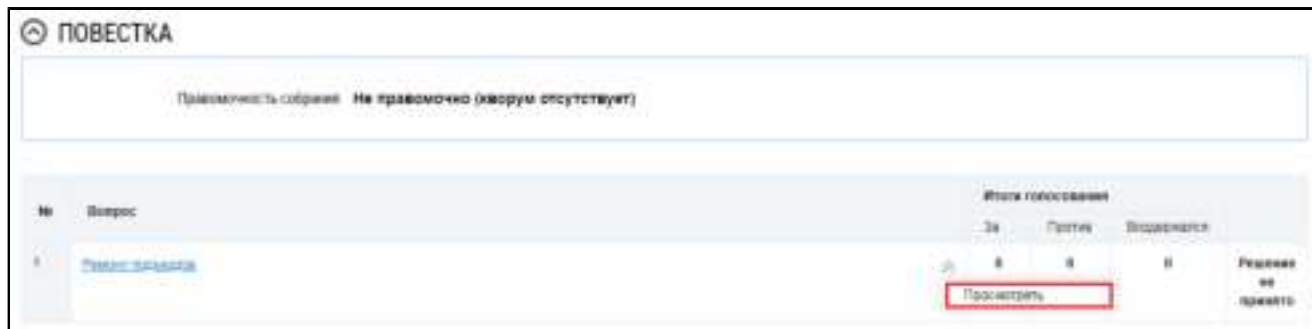 ПОВЕСТКА
Правомочность собрания Не правомочно (кворум отсутствует)
№ Вопрос Итоги голосования
За Против Воздержался
1 Ремонт подъездов 0 0 0 Решение
не
принято
Просмотреть